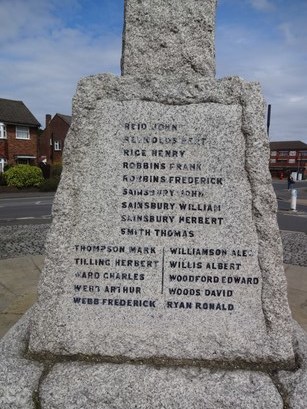 REID JOHN
REYNOLDS BERT
RICE HENRY
ROBBINS FRANK
ROBBINS FREDERICK
SAINSBURY JOHN
SAINSBURY WILLIAM
SAINSBURY HERBERT
SMITH THOMAS
THOMPSON MARK
TILLING HERBERT
WARD CHARLES
WEBB ARTHUR
WEBB FREDERICK
WILLIAMSON ALEC
WILLIS ALBERT
WOODFORD EDWARD
WOODS DAVID
RYAN RONALD